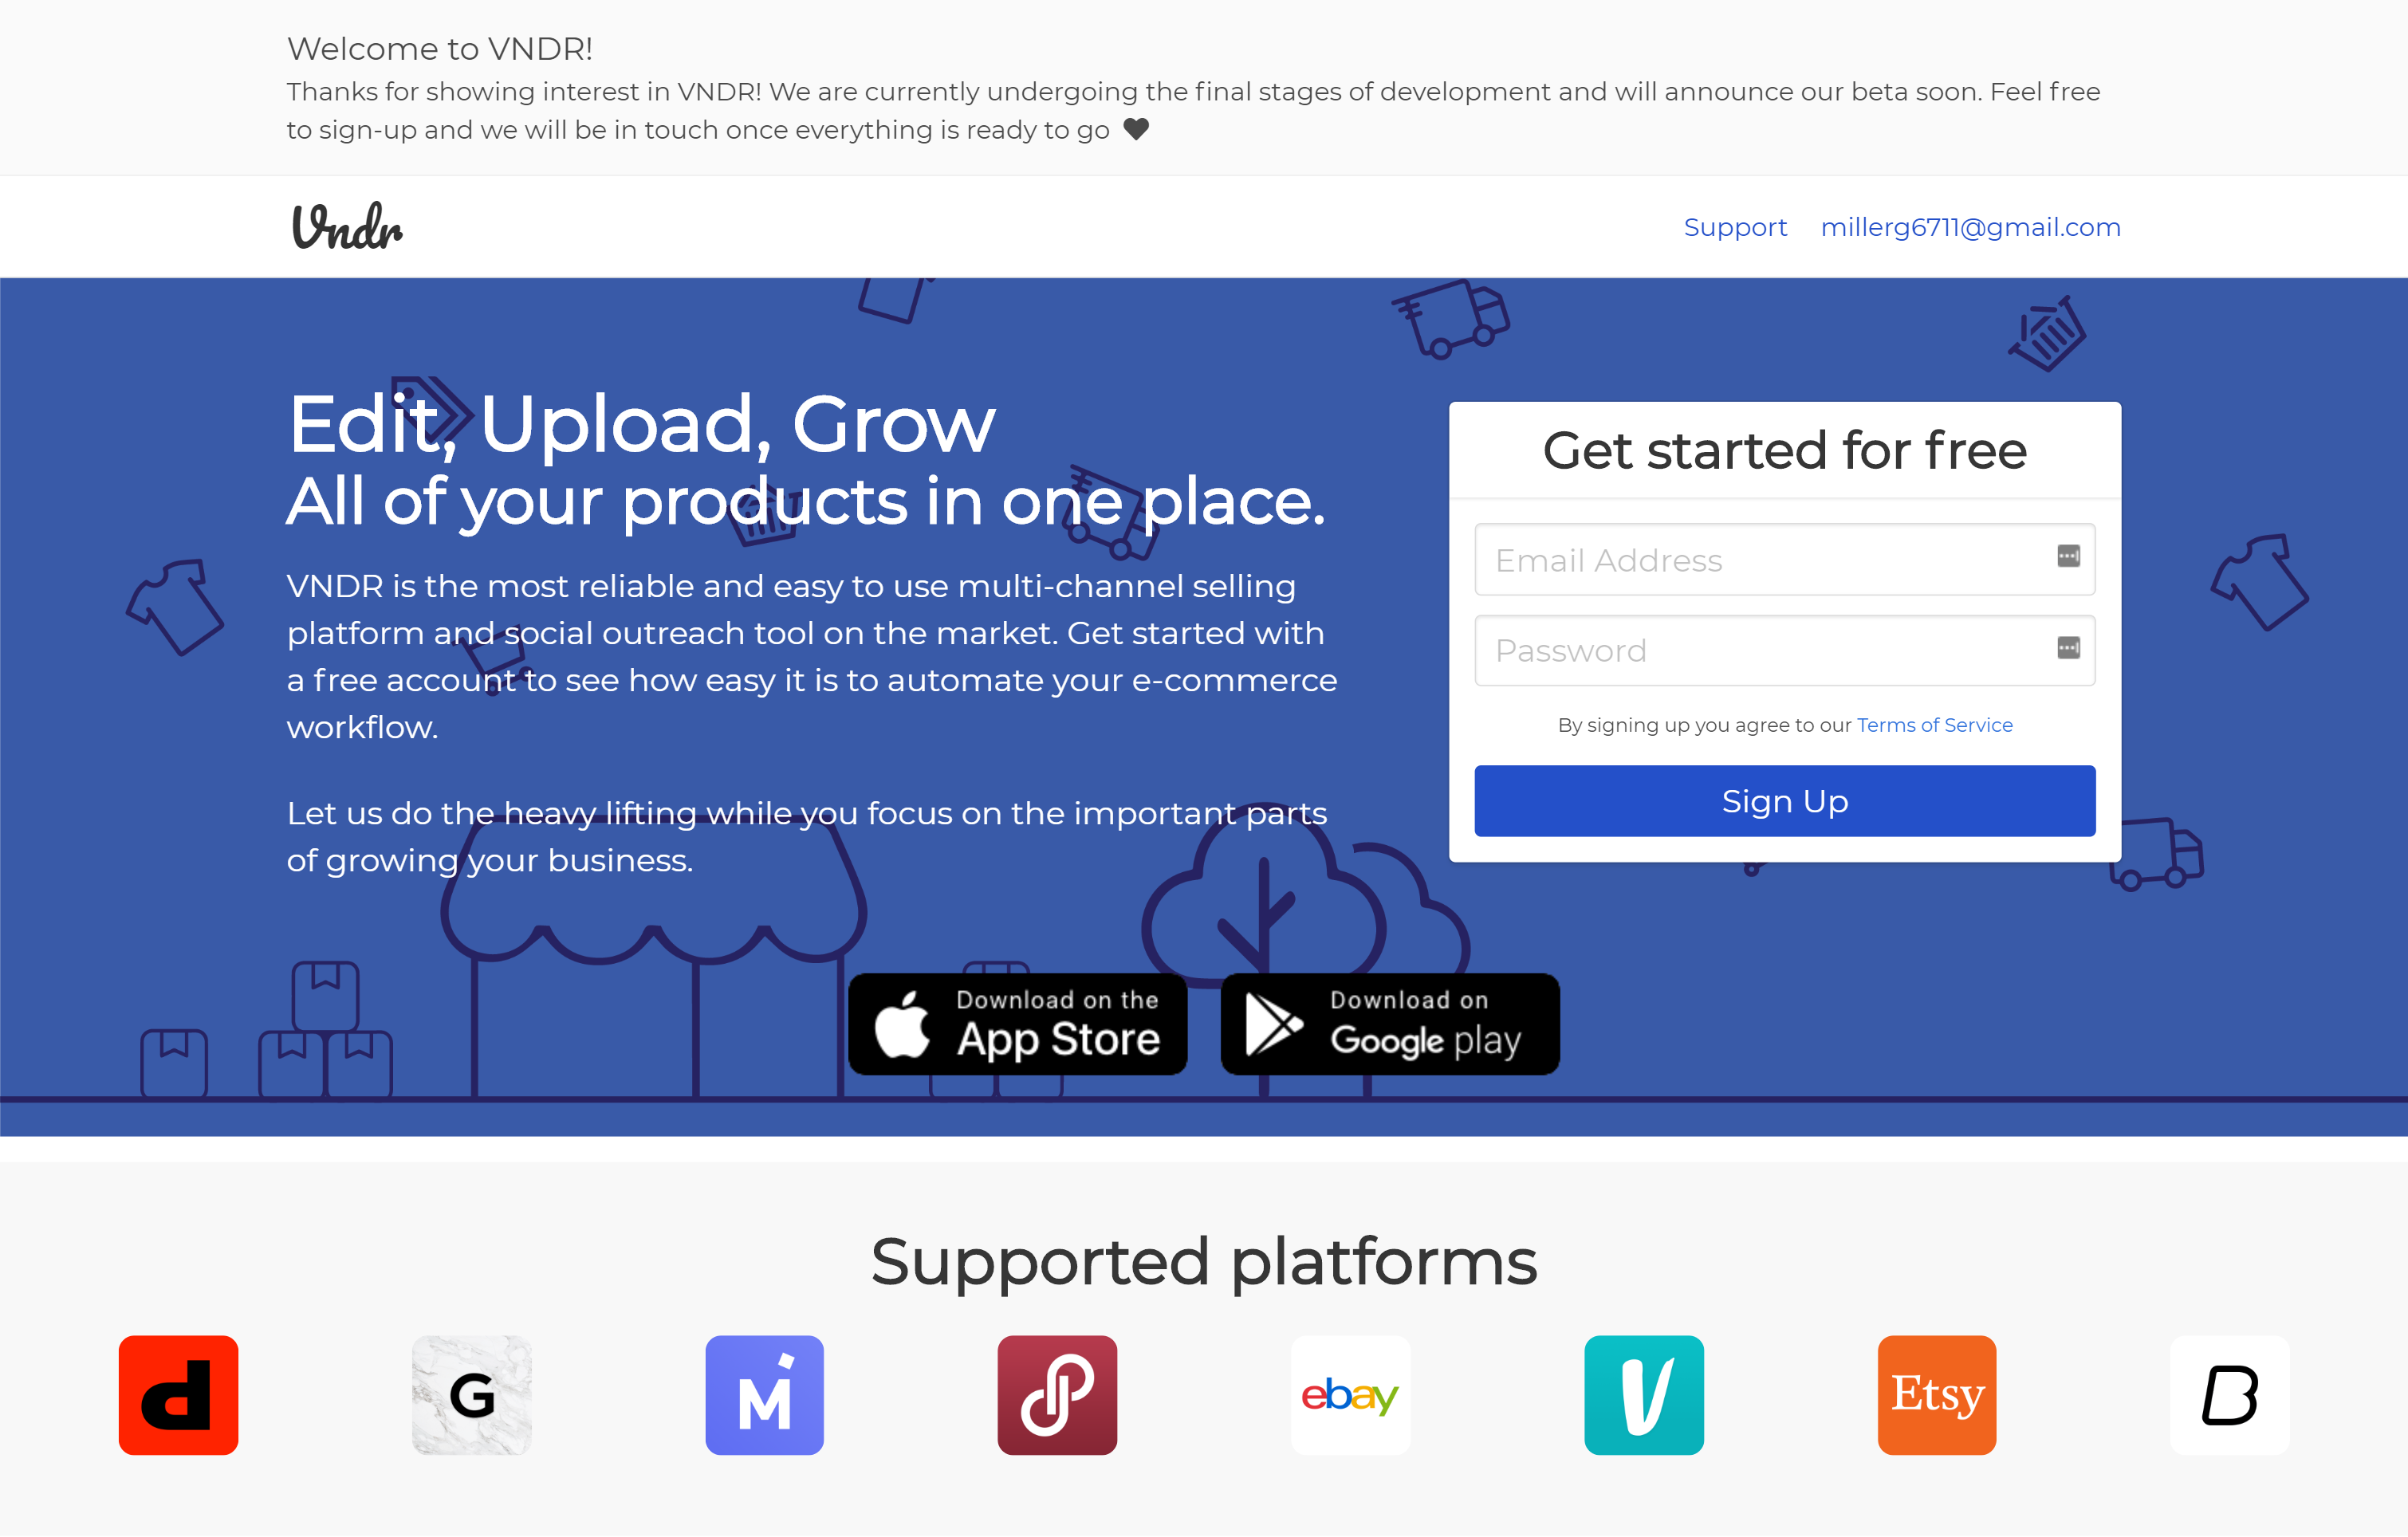 Welcome to VNDR!
Thanks for showing interest in VNDR! We are currently undergoing the final stages of development and will announce our beta soon. Feel free
to sign-up and we will be in touch once everything is ready to go
Vndr
Support millerg6711@gmail.com
Edit, Upload, Grow
All of your products in one place.
VNDR is the most reliable and easy to use multi-channel selling
platform and social outreach tool on the market. Get started with
a free account to see how easy it is to automate your e-commerce
workflow.
Let us do the heavy lifting while you focus on the important parts
of growing your business.
Get started for free
Email Address
Password
By signing up you agree to our Terms of Service
Sign Up
Download on the
App Store
Download on
Google play
Supported platforms
d G M P ebay V Etsy B